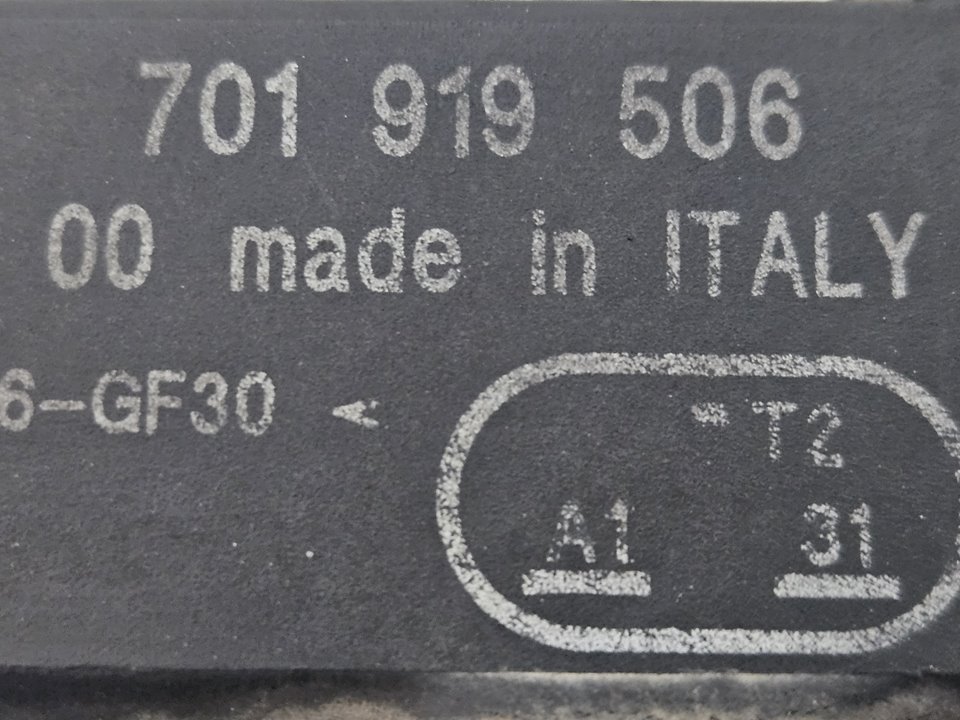 701 919 506
00 made in ITALY
6-GF30 <
T2
A1 31